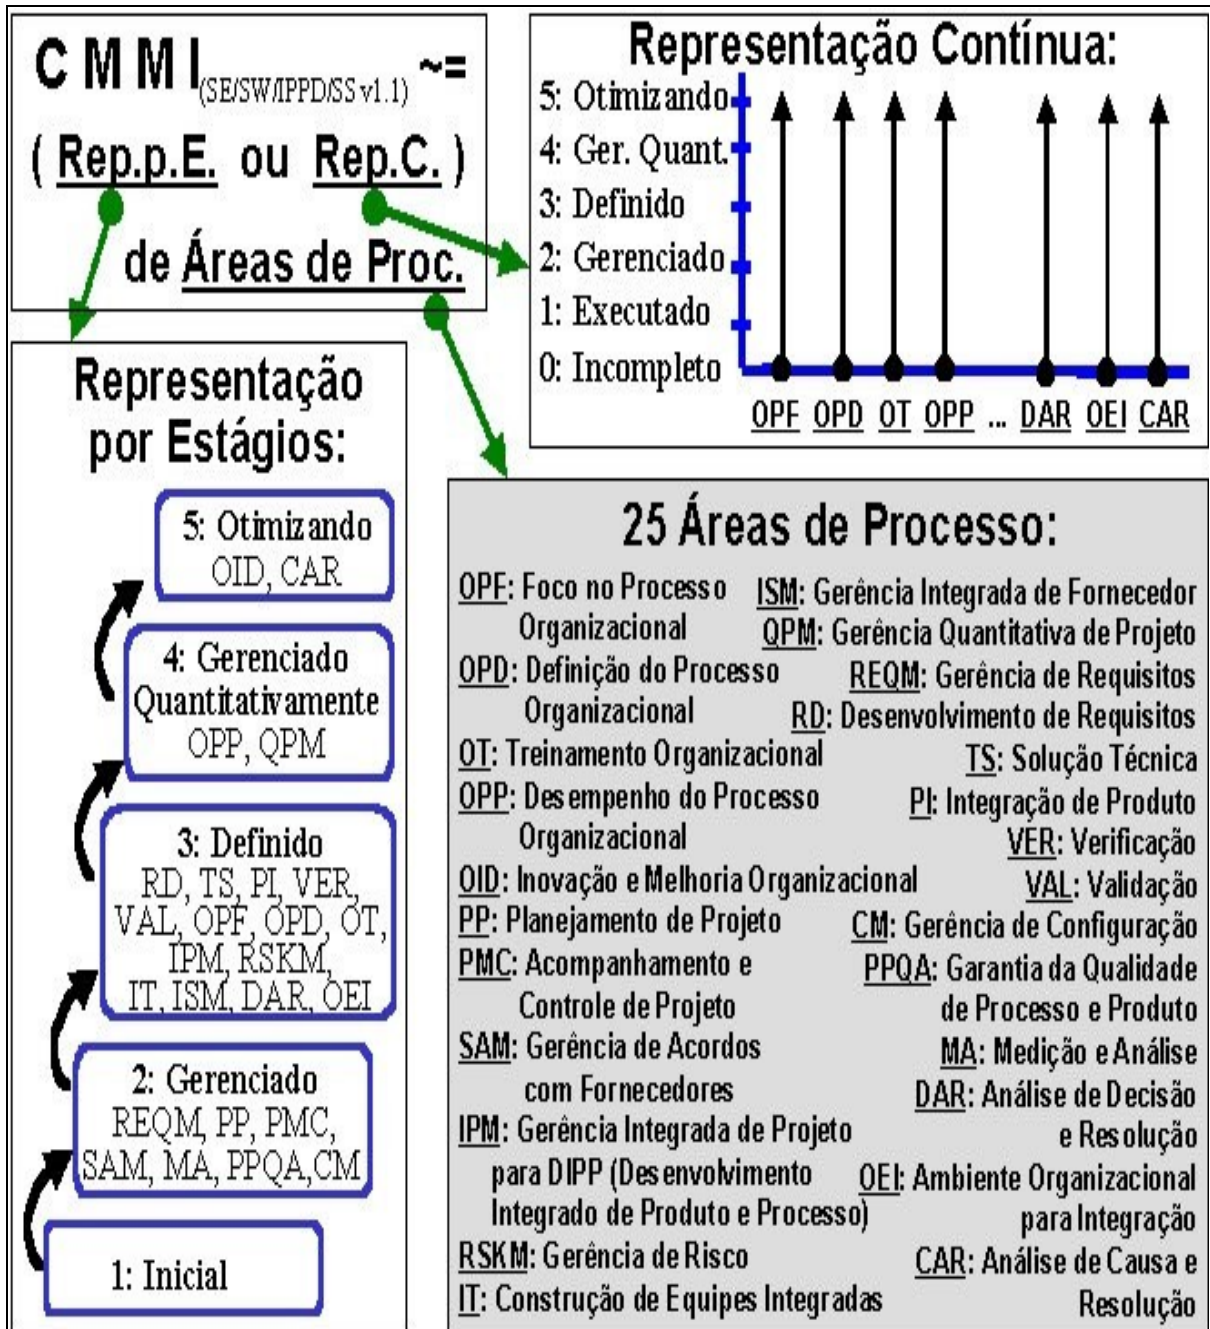 C M M I(SE/SW/IPPD/SS v1.1) ~=
( Rep.p.E. ou Rep.C. )
de Áreas de Proc.
Representação Contínua:
5: Otimizando
4: Ger. Quant.
3: Definido
2: Gerenciado
1: Executado
0: Incompleto
OPF OPD OT OPP ... DAR OEI CAR
Representação
por Estágios:
5: Otimizando
OID, CAR
4: Gerenciado
Quantitativamente
OPP, QPM
3: Definido
RD, TS, PI, VER,
VAL, OPF, OPD, OT,
IPM, RSKM,
IT, ISM, DAR, OEI
2: Gerenciado
REQM, PP, PMC,
SAM, MA, PPQA,CM
1: Inicial
25 Áreas de Processo:
OPF: Foco no Processo
Organizacional
OPD: Definição do Processo
Organizacional
OT: Treinamento Organizacional
OPP: Desempenho do Processo
Organizacional
OID: Inovação e Melhoria Organizacional
PP: Planejamento de Projeto
PMC: Acompanhamento e
Controle de Projeto
SAM: Gerência de Acordos
com Fornecedores
IPM: Gerência Integrada de Projeto
para DIPP (Desenvolvimento
Integrado de Produto e Processo)
RSKM: Gerência de Risco
IT: Construção de Equipes Integradas
ISM: Gerência Integrada de Fornecedor
QPM: Gerência Quantitativa de Projeto
REQM: Gerência de Requisitos
RD: Desenvolvimento de Requisitos
TS: Solução Técnica
PI: Integração de Produto
VER: Verificação
VAL: Validação
CM: Gerência de Configuração
PPQA: Garantia da Qualidade
de Processo e Produto
MA: Medição e Análise
DAR: Análise de Decisão
e Resolução
OEI: Ambiente Organizacional
para Integração
CAR: Análise de Causa e
Resolução